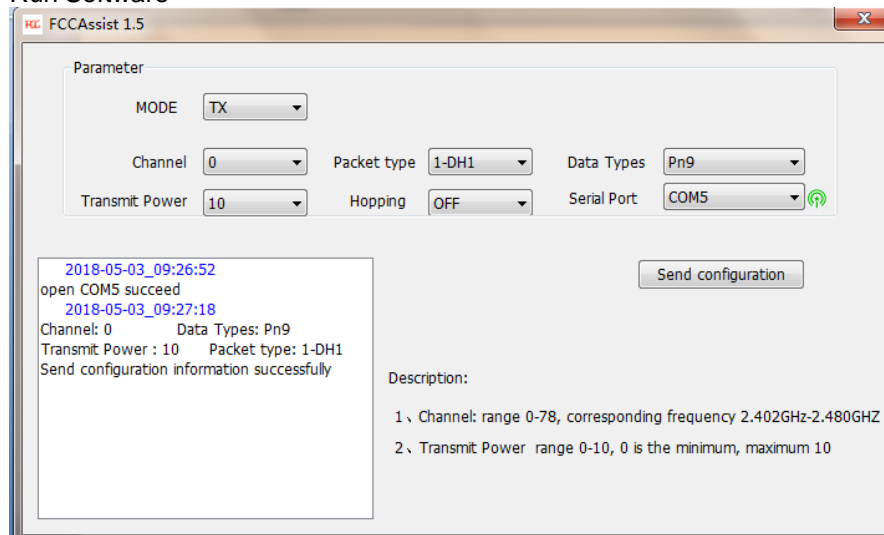 Run Software
FCCAssist 1.5
Parameter
MODE TX
Channel 0 Packet type 1-DH1 Data Types Pn9
Transmit Power 10 Hopping OFF Serial Port COM5
2018-05-03_09:26:52
open COM5 succeed
2018-05-03_09:27:18
Channel: 0 Data Types: Pn9
Transmit Power : 10 Packet type: 1-DH1
Send configuration information successfully
Send configuration
Description:
1、Channel: range 0-78, corresponding frequency 2.402GHz-2.480GHZ
2、Transmit Power range 0-10, 0 is the minimum, maximum 10